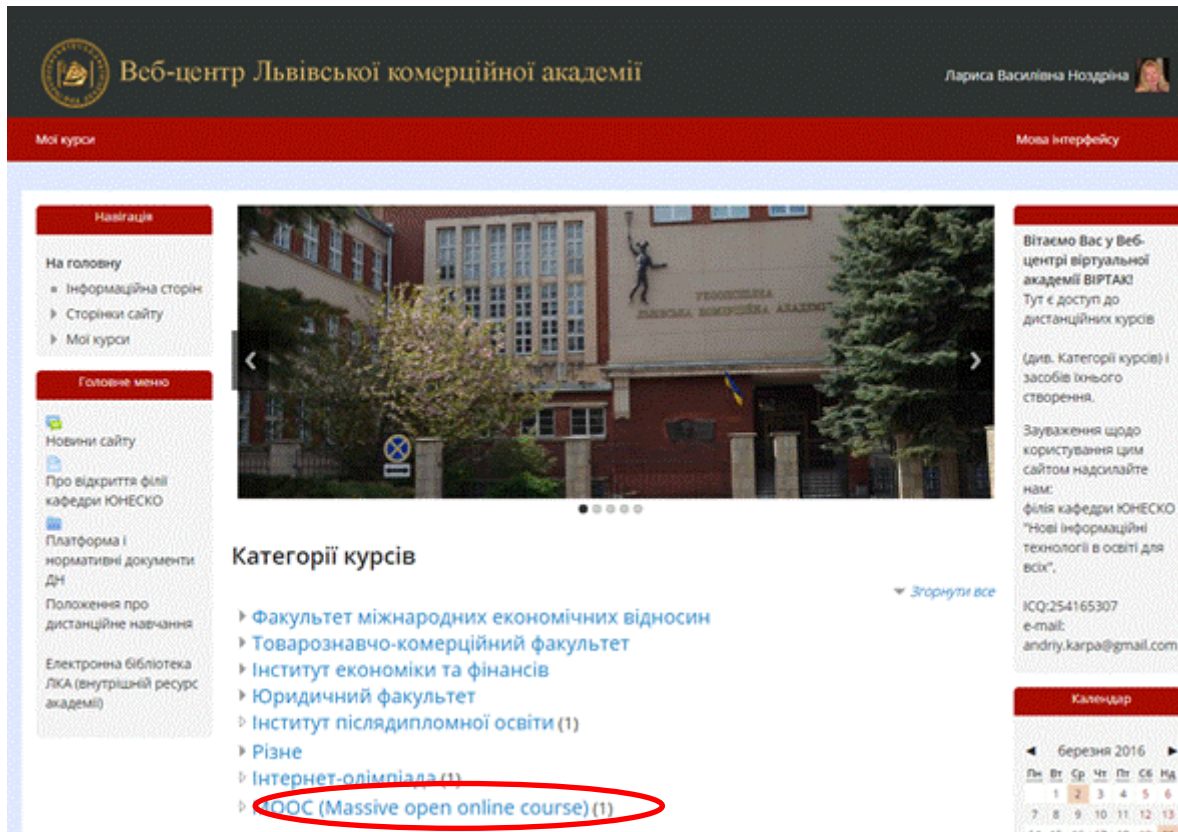 Веб-центр Львівської комерційної академії
Лариса Василівна Ноздріна
Мої курси
Мова інтерфейсу
Навігація
На головну
Інформаційна сторін
Сторінки сайту
Мої курси
Головне меню
Новини сайту
Про відкриття філії
кафедри ЮНЕСКО
Платформа і
нормативні документи
ДН
Положення про
дистанційне навчання
Електронна бібліотека
ЛКА (внутрішній ресурс
академії)
УКООПСПІЛКА
ЛЬВІВСЬКА КОМЕРЦІЙНА АКАДЕМІЯ
Категорії курсів
Згорнути все
Факультет міжнародних економічних відносин
Товарознавчо-комерційний факультет
Інститут економіки та фінансів
Юридичний факультет
Інститут післядипломної освіти (1)
Різне
Інтернет-олімпіада (1)
MOOC (Massive open online course) (1)
Вітаємо Вас у Веб-
центрі віртуальної
академії ВІРТАК!
Тут є доступ до
дистанційних курсів
(див. Категорії курсів) і
засобів їхнього
створення.
Зауваження щодо
користування цим
сайтом надсилайте
нам:
філія кафедри ЮНЕСКО
"Нові інформаційні
технології в освіті для
всіх".
ICQ:254165307
e-mail:
andriy.karpa@gmail.com
Календар
березня 2016
Пн Вт Ср Чт Пт Сб Нд
1 2 3 4 5 6
7 8 9 10 11 12 13